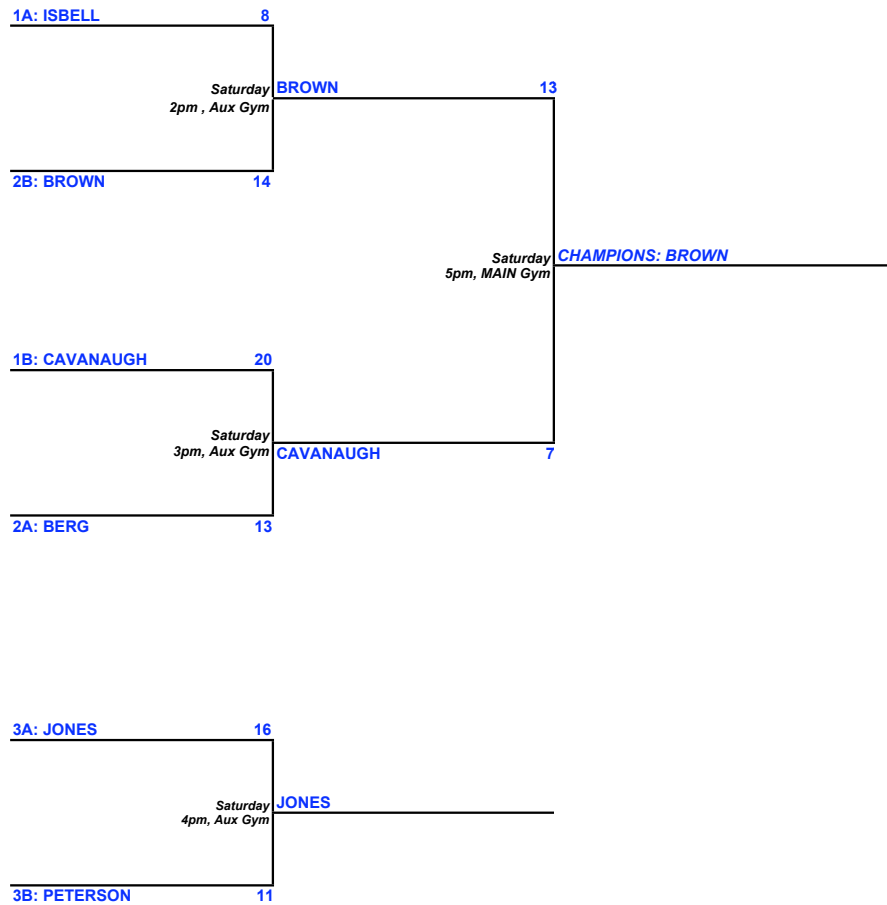 1A: ISBELL 8
Saturday BROWN 13
2pm , Aux Gym
2B: BROWN 14
Saturday CHAMPIONS: BROWN
5pm, MAIN Gym
1B: CAVANAUGH 20
Saturday
3pm, Aux Gym CAVANAUGH 7
2A: BERG 13
3A: JONES 16
Saturday JONES
4pm, Aux Gym
3B: PETERSON 11